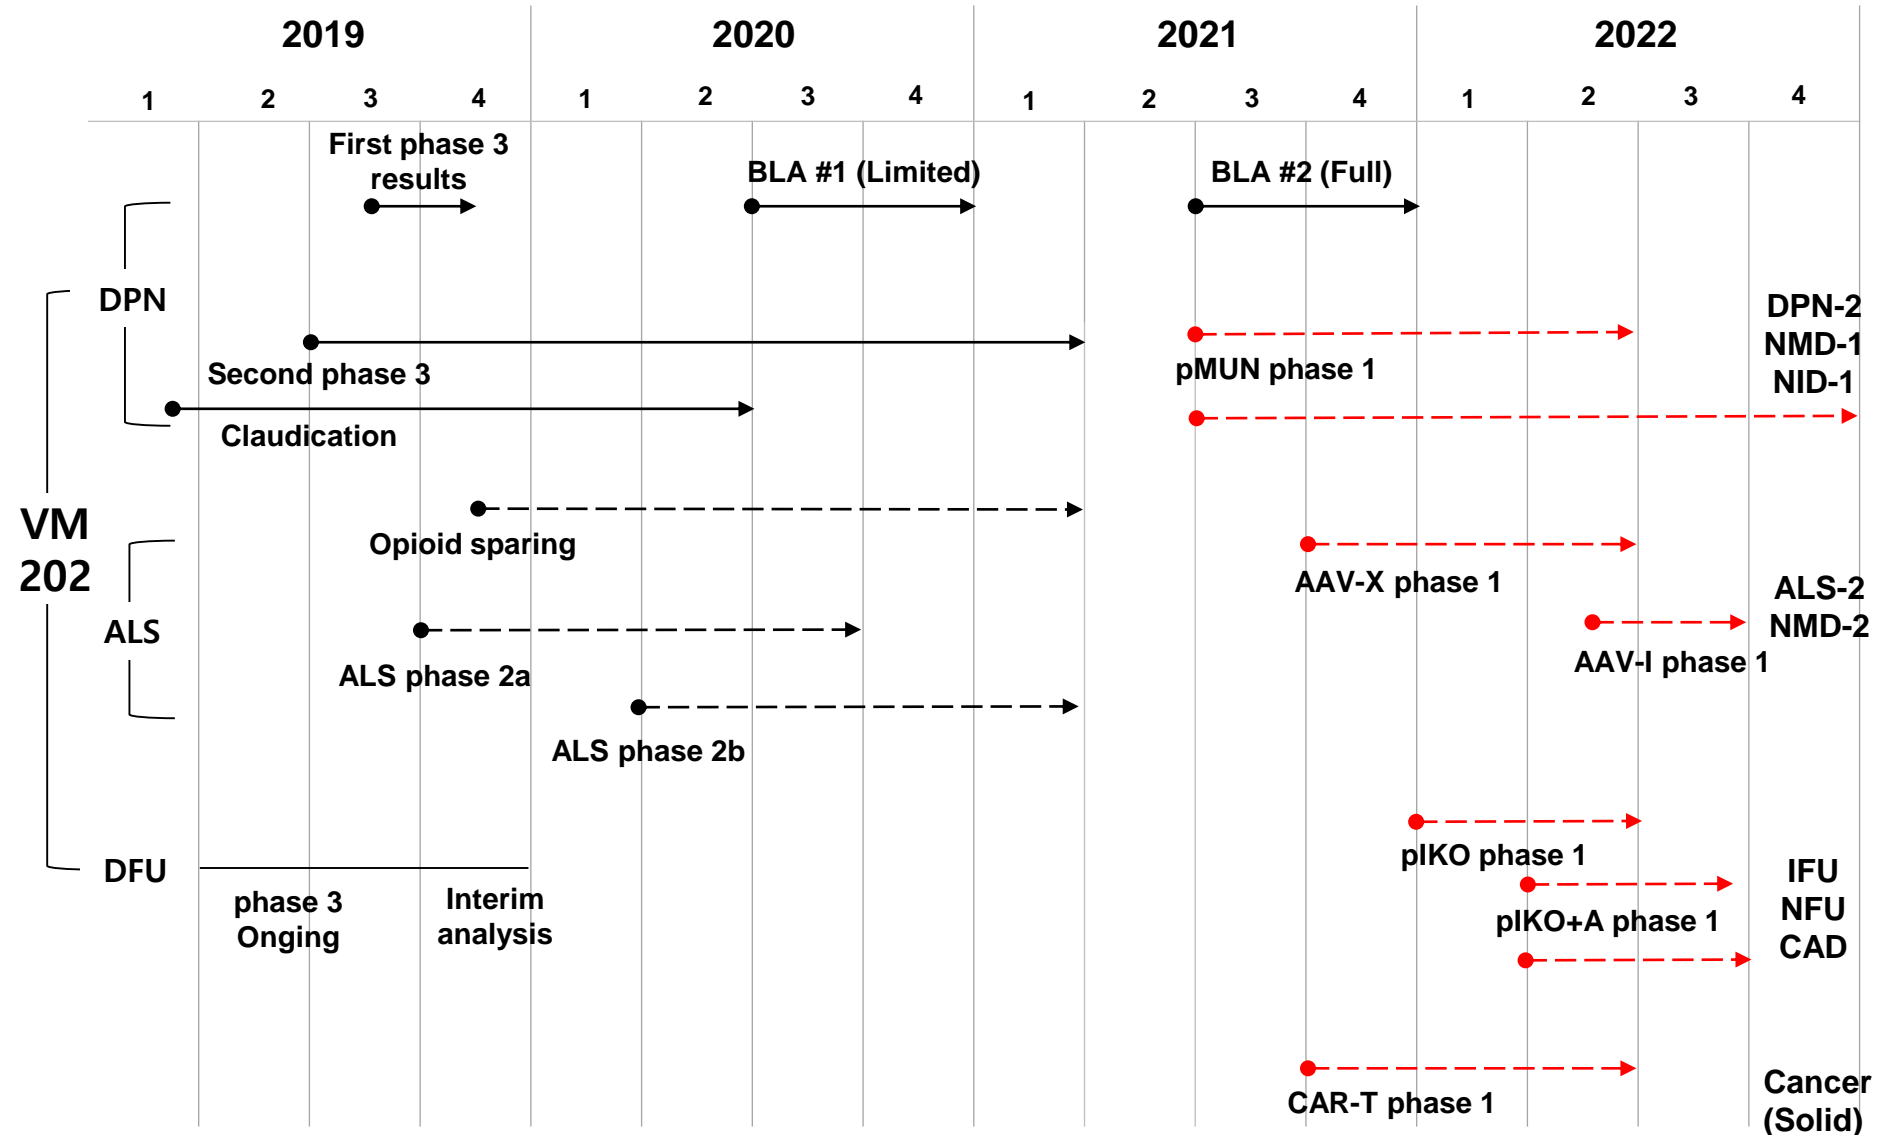 2019
2020
2021
2022
1
2
3
4
1
2
3
4
1
2
3
4
1
2
3
4
First phase 3
results
BLA #1 (Limited)
BLA #2 (Full)
DPN
Second phase 3
pMUN phase 1
DPN-2
NMD-1
NID-1
Claudication
VM
202
Opioid sparing
AAV-X phase 1
ALS
ALS phase 2a
AAV-I phase 1
ALS-2
NMD-2
ALS phase 2b
DFU
phase 3
Onging
Interim
analysis
pIKO phase 1
pIKO+A phase 1
IFU
NFU
CAD
CAR-T phase 1
Cancer
(Solid)